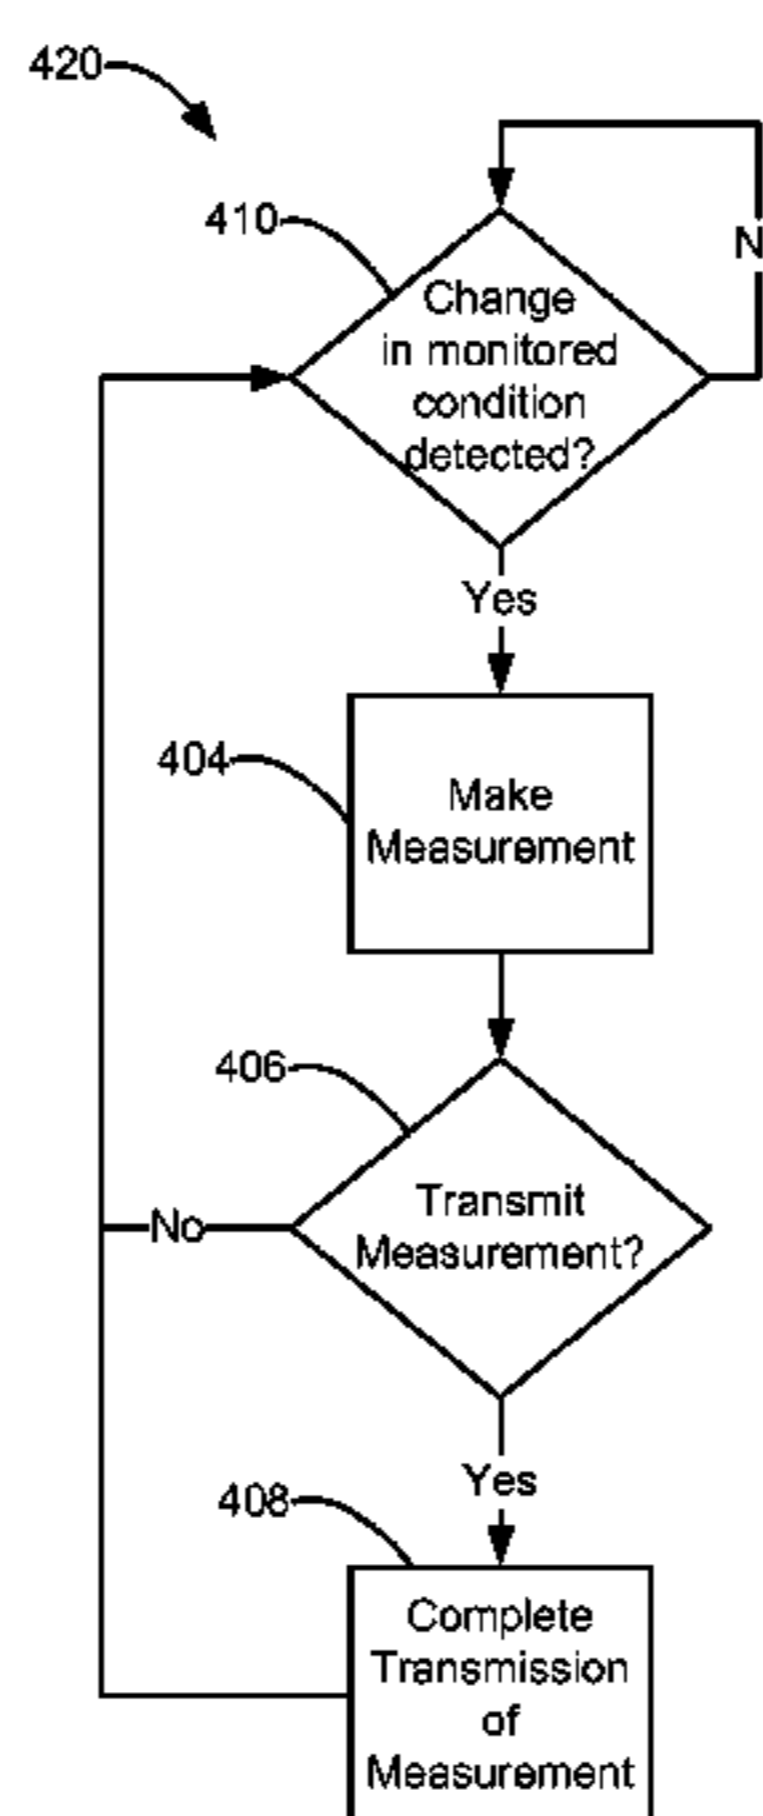 420
410
Change
in monitored
condition
detected?
N
Yes
404
Make
Measurement
406
Transmit
Measurement?
No
Yes
408
Complete
Transmission
of
Measurement